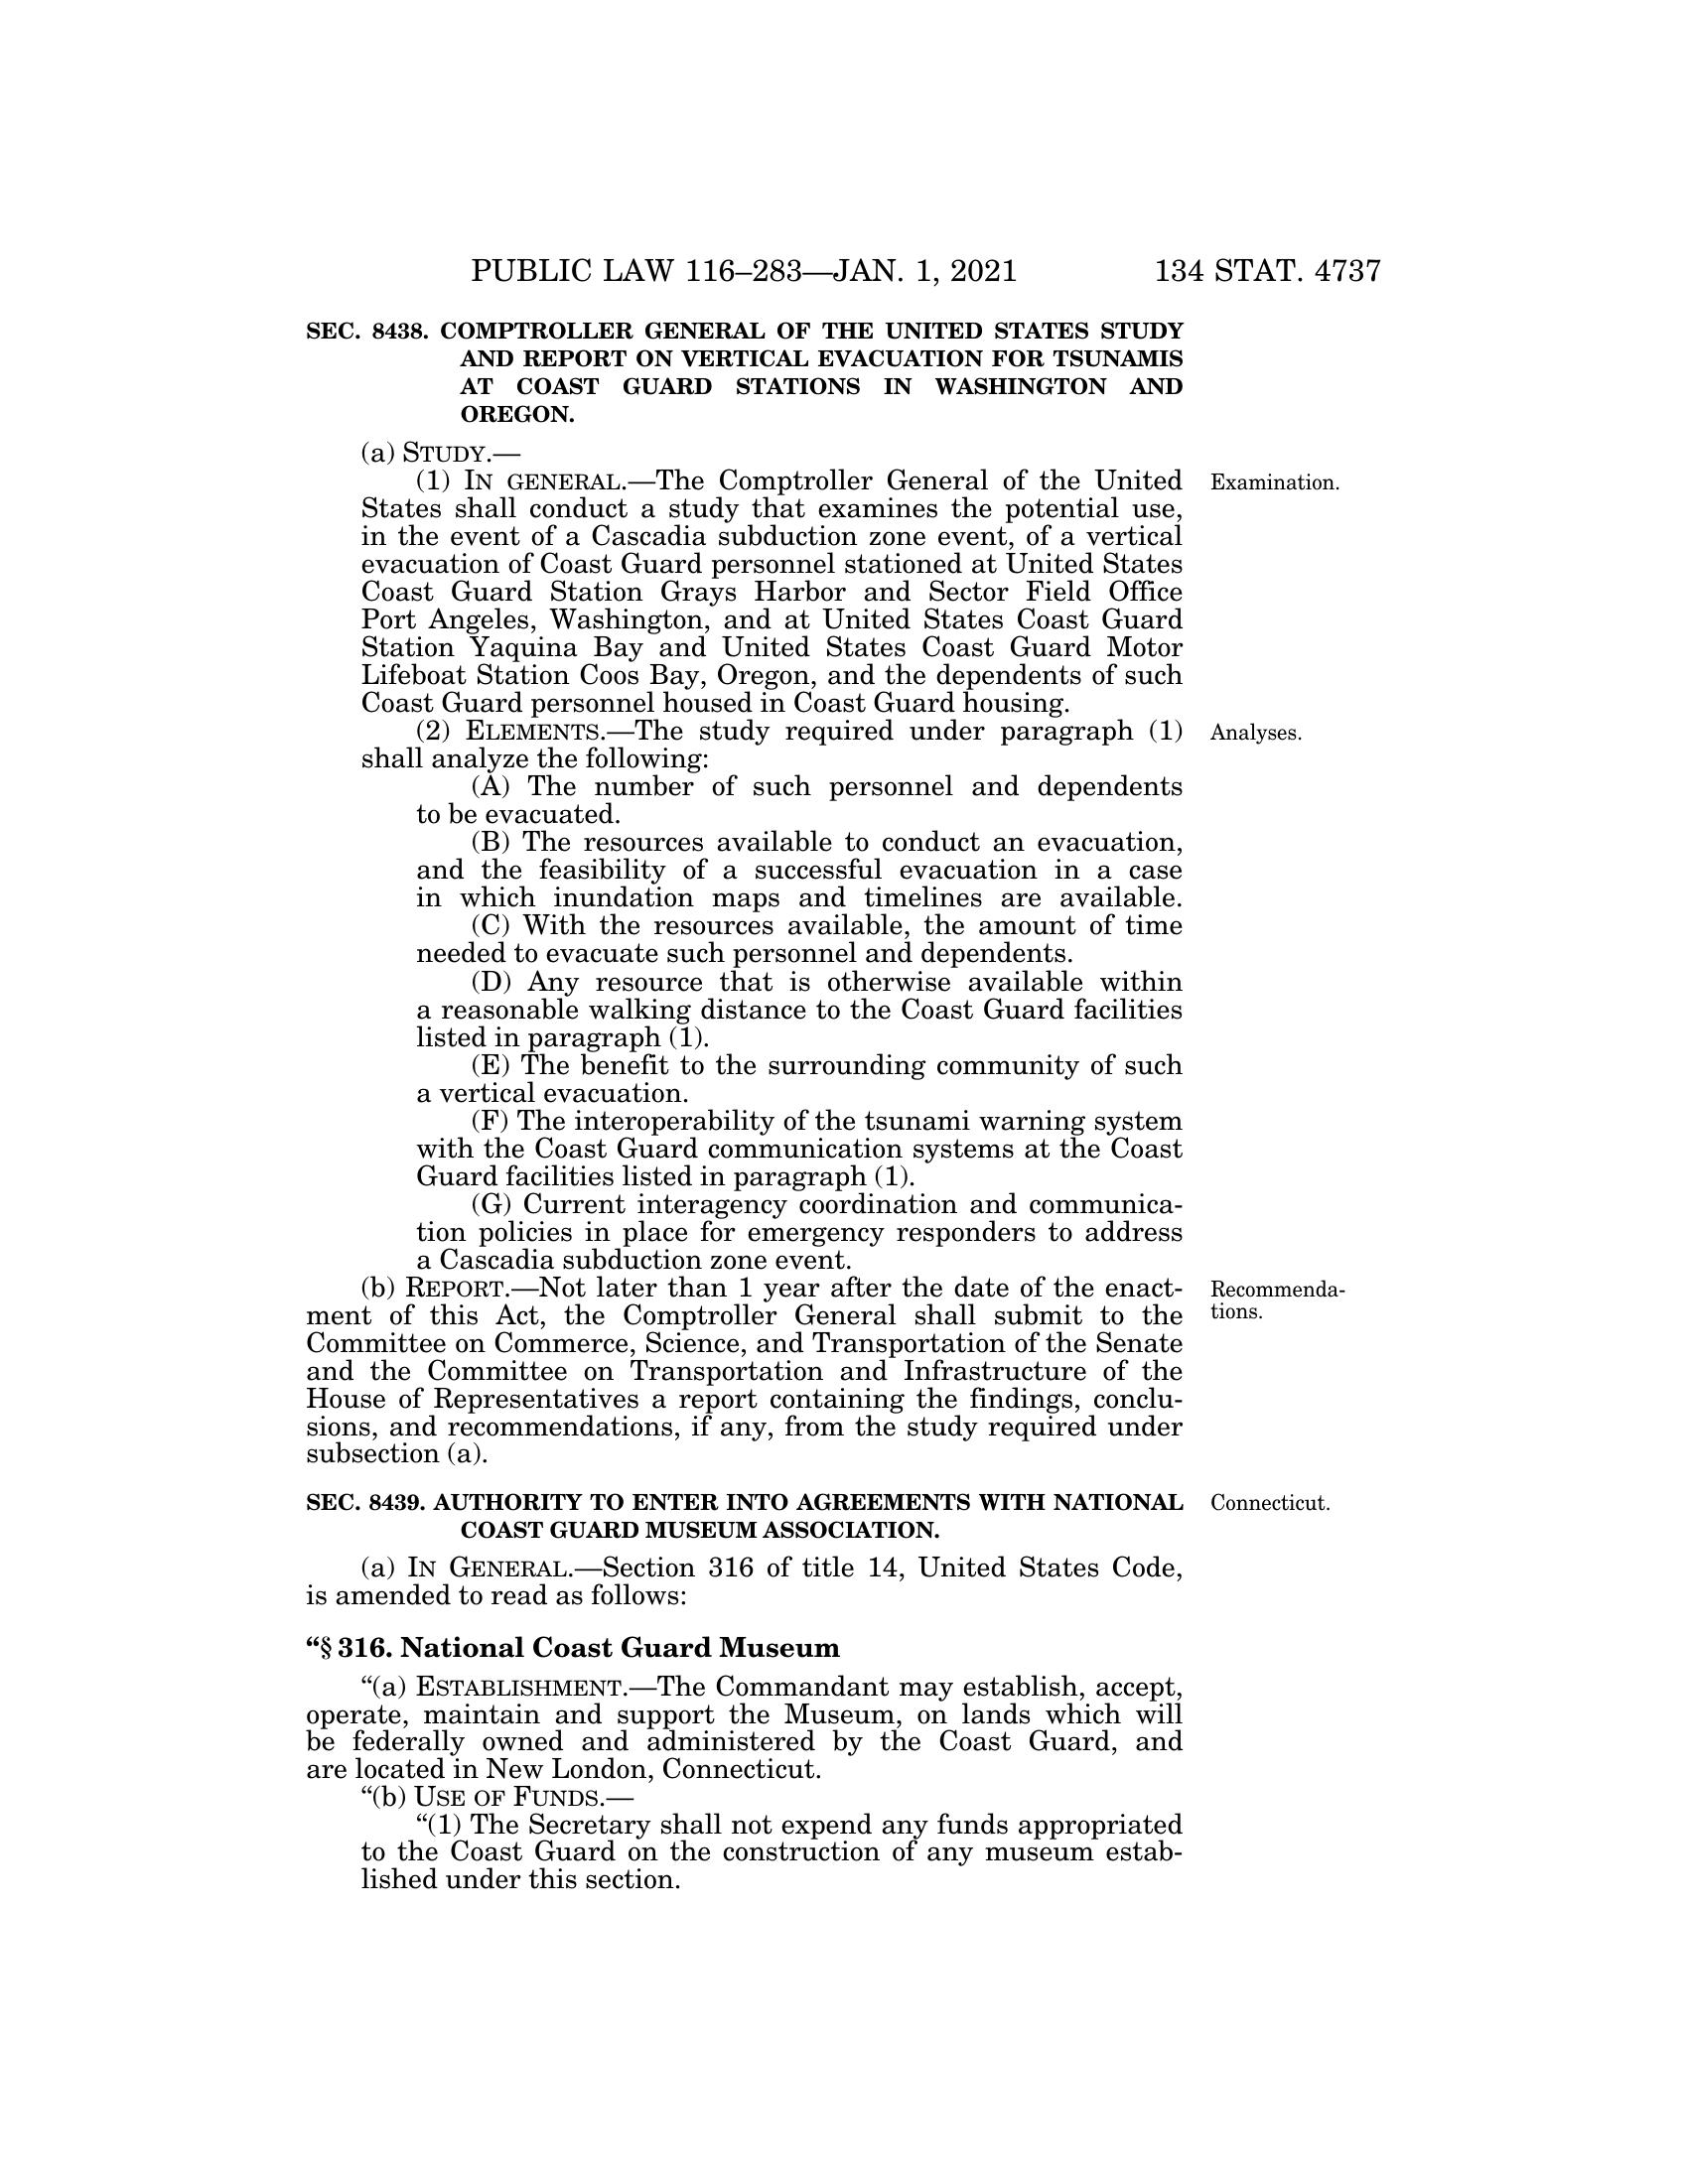 PUBLIC LAW 116–283—JAN. 1, 2021 134 STAT. 4737
SEC. 8438. COMPTROLLER GENERAL OF THE UNITED STATES STUDY
AND REPORT ON VERTICAL EVACUATION FOR TSUNAMIS
AT COAST GUARD STATIONS IN WASHINGTON AND
OREGON.
(a) STUDY.—
(1) IN GENERAL.—The Comptroller General of the United
Examination.
States shall conduct a study that examines the potential use,
in the event of a Cascadia subduction zone event, of a vertical
evacuation of Coast Guard personnel stationed at United States
Coast Guard Station Grays Harbor and Sector Field Office
Port Angeles, Washington, and at United States Coast Guard
Station Yaquina Bay and United States Coast Guard Motor
Lifeboat Station Coos Bay, Oregon, and the dependents of such
Coast Guard personnel housed in Coast Guard housing.
(2) ELEMENTS.—The study required under paragraph (1)
Analyses.
shall analyze the following:
(A) The number of such personnel and dependents
to be evacuated.
(B) The resources available to conduct an evacuation,
and the feasibility of a successful evacuation in a case
in which inundation maps and timelines are available.
(C) With the resources available, the amount of time
needed to evacuate such personnel and dependents.
(D) Any resource that is otherwise available within
a reasonable walking distance to the Coast Guard facilities
listed in paragraph (1).
(E) The benefit to the surrounding community of such
a vertical evacuation.
(F) The interoperability of the tsunami warning system
with the Coast Guard communication systems at the Coast
Guard facilities listed in paragraph (1).
(G) Current interagency coordination and communica-
tion policies in place for emergency responders to address
a Cascadia subduction zone event.
(b) REPORT.—Not later than 1 year after the date of the enact-
Recommenda-
tions.
ment of this Act, the Comptroller General shall submit to the
Committee on Commerce, Science, and Transportation of the Senate
and the Committee on Transportation and Infrastructure of the
House of Representatives a report containing the findings, conclu-
sions, and recommendations, if any, from the study required under
subsection (a).
SEC. 8439. AUTHORITY TO ENTER INTO AGREEMENTS WITH NATIONAL
Connecticut.
COAST GUARD MUSEUM ASSOCIATION.
(a) IN GENERAL.—Section 316 of title 14, United States Code,
is amended to read as follows:
“§ 316. National Coast Guard Museum
“(a) ESTABLISHMENT.—The Commandant may establish, accept,
operate, maintain and support the Museum, on lands which will
be federally owned and administered by the Coast Guard, and
are located in New London, Connecticut.
“(b) USE OF FUNDS.—
“(1) The Secretary shall not expend any funds appropriated
to the Coast Guard on the construction of any museum estab-
lished under this section.